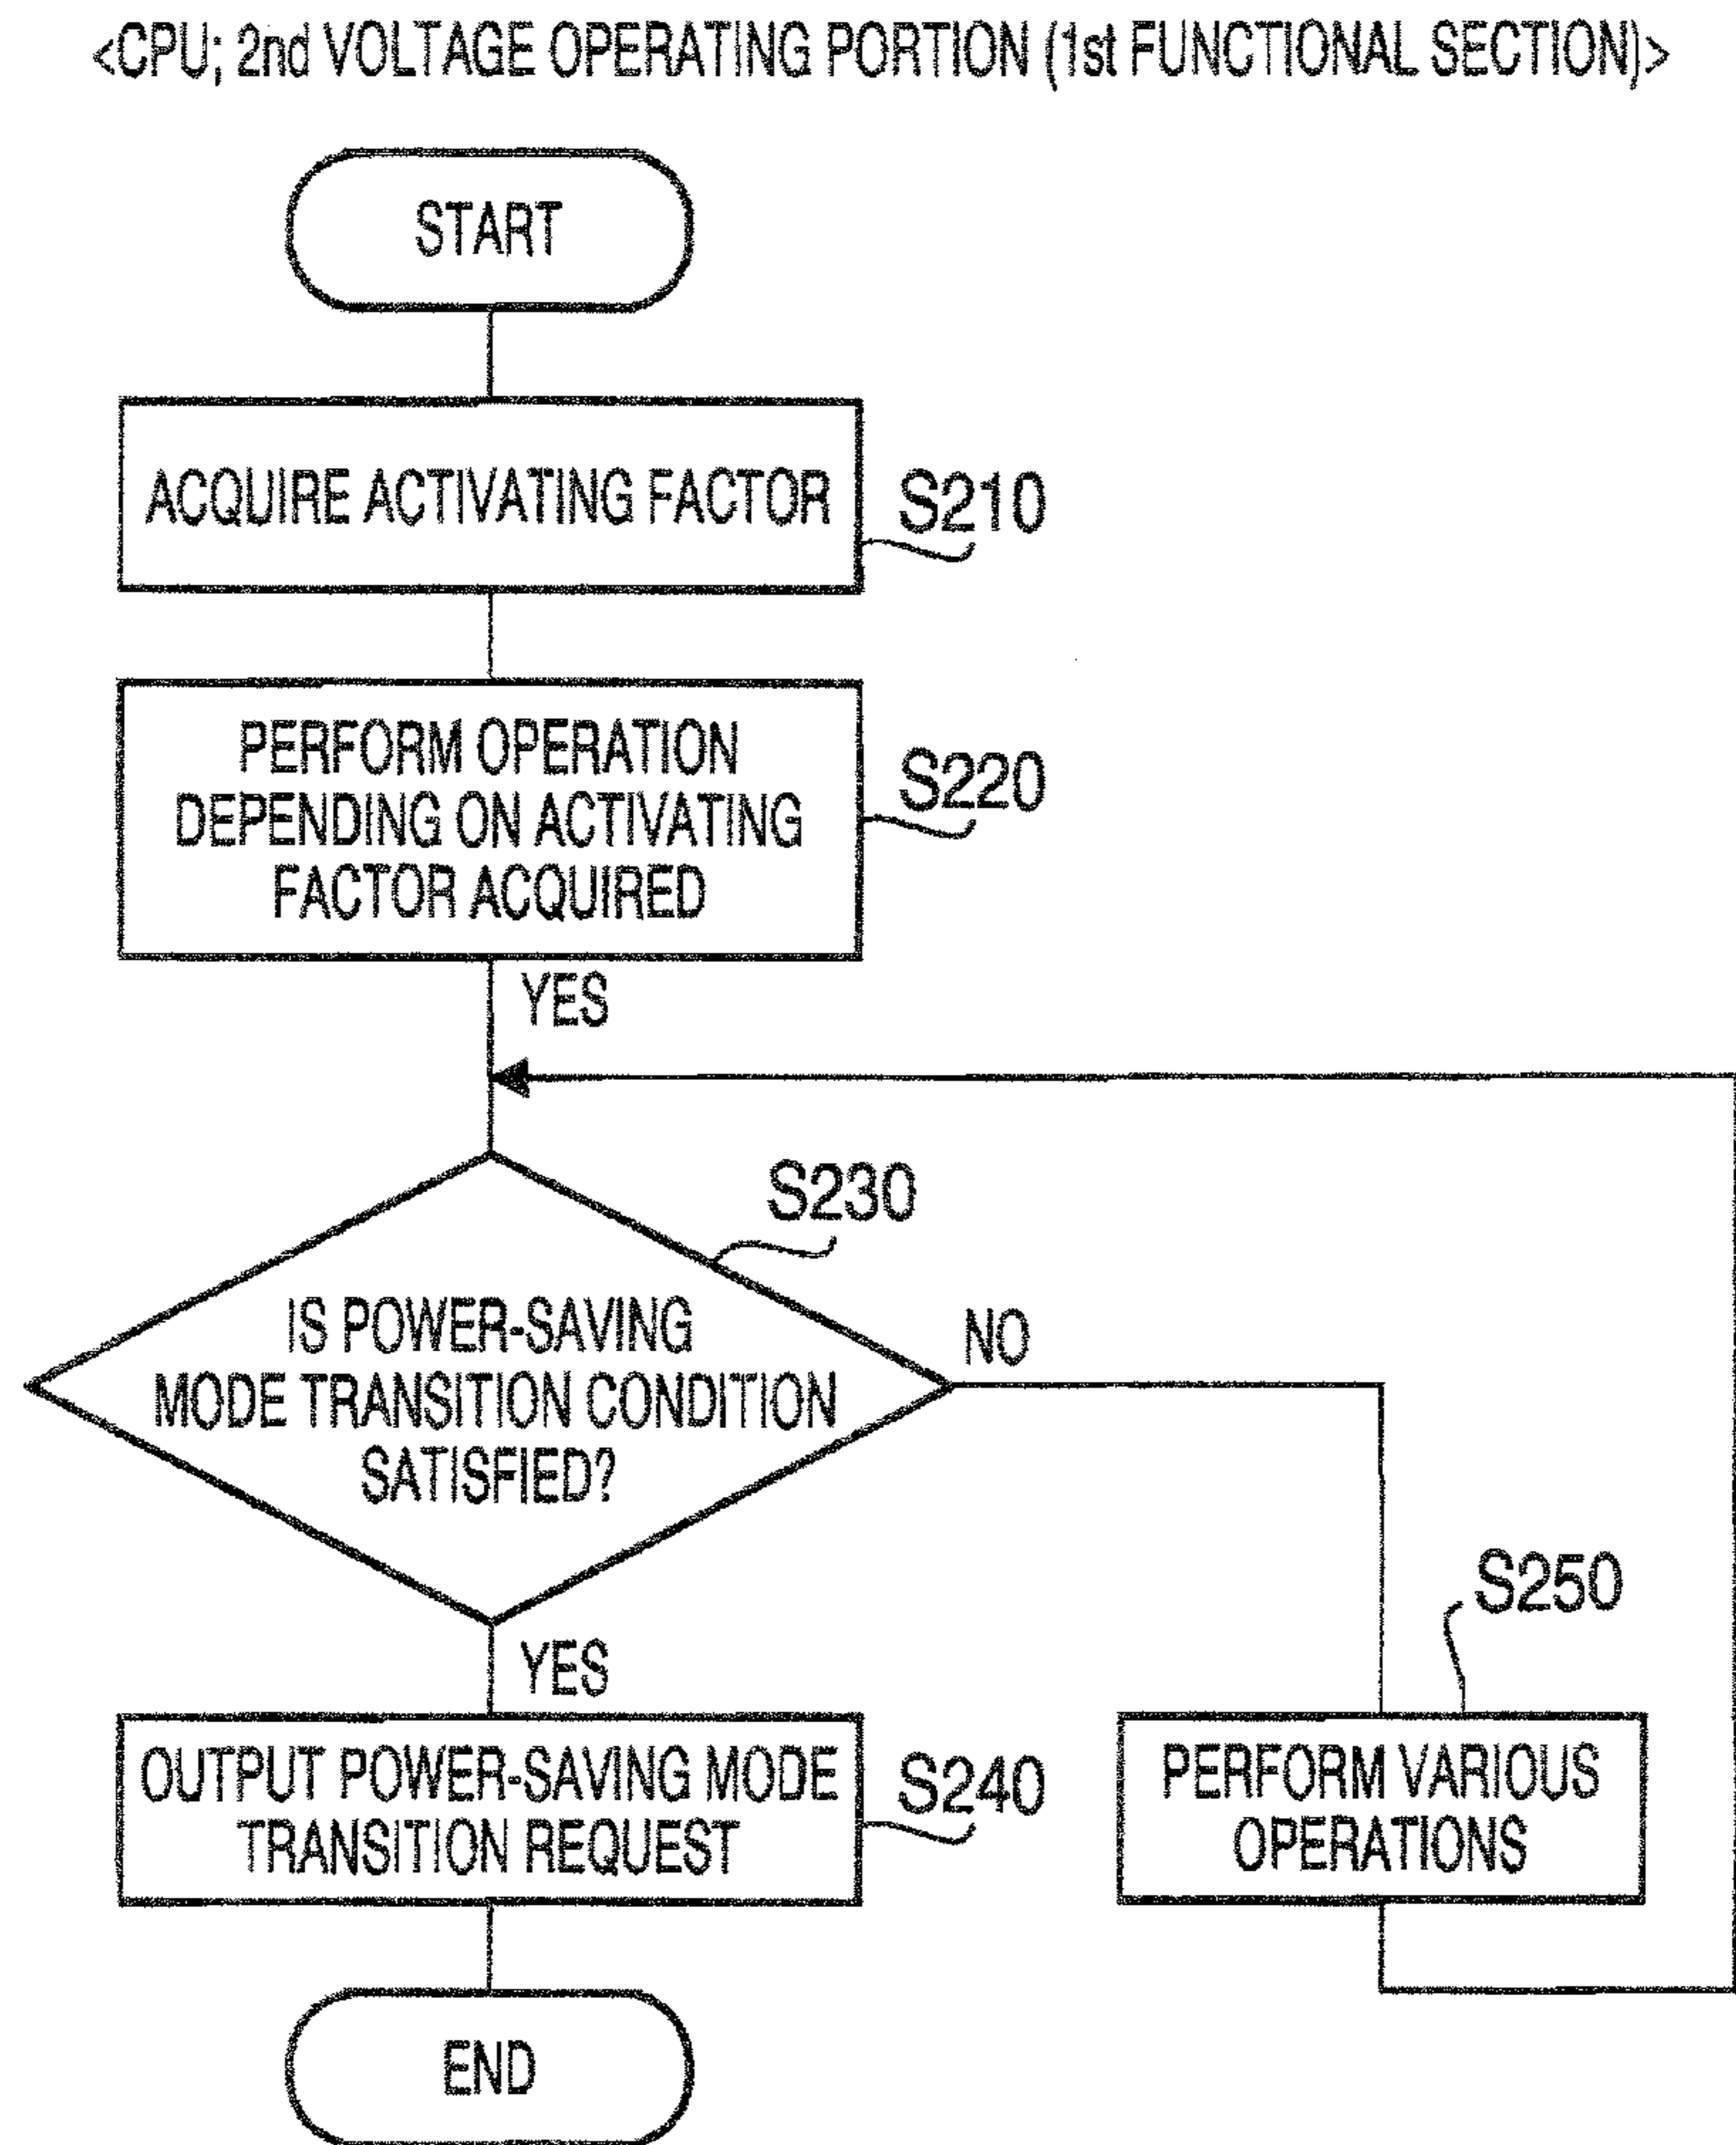 <CPU; 2nd VOLTAGE OPERATING PORTION (1st FUNCTIONAL SECTION)>
START
ACQUIRE ACTIVATING FACTOR
S210
PERFORM OPERATION
DEPENDING ON ACTIVATING
FACTOR ACQUIRED
S220
YES
S230
IS POWER-SAVING
MODE TRANSITION CONDITION
SATISFIED?
NO
YES
S250
OUTPUT POWER-SAVING MODE
TRANSITION REQUEST
S240
PERFORM VARIOUS
OPERATIONS
END